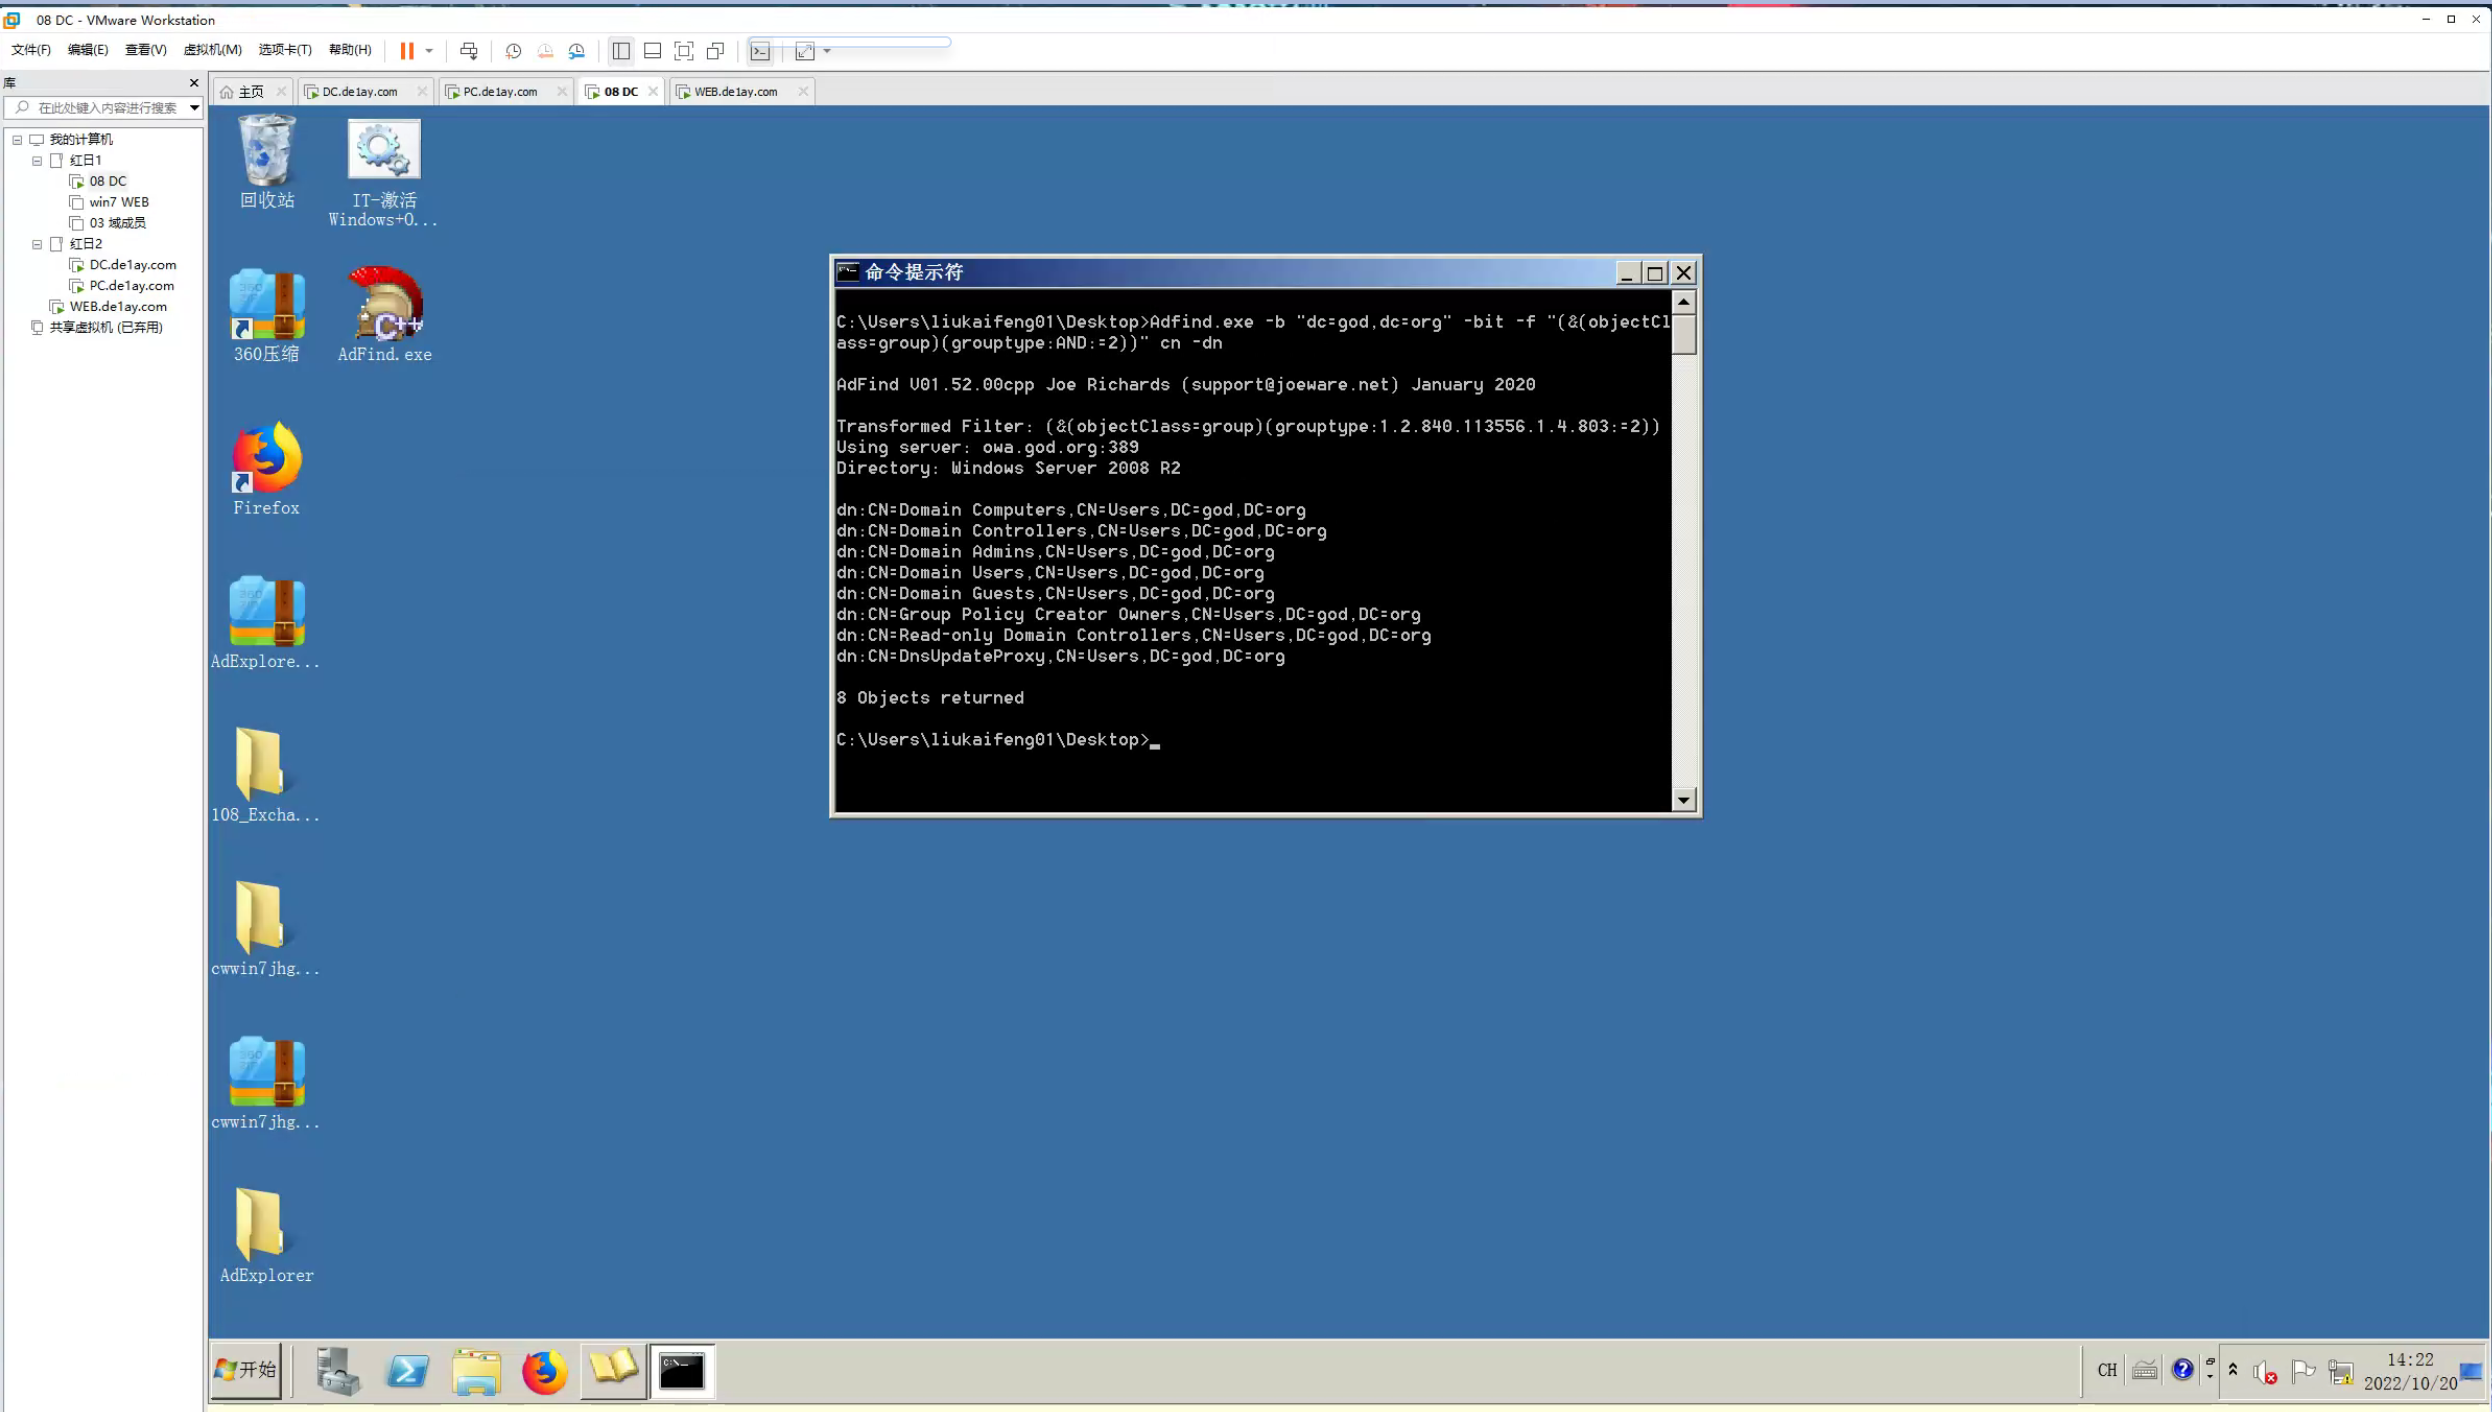 08 DC - VMware Workstation
文件(F) 编辑(E) 查看(V) 虚拟机(M) 选项卡(T) 帮助(H)
库
在此处键入内容进行搜索
我的计算机
红日1
08 DC
win7 WEB
03 域成员
红日2
DC.de1ay.com
PC.de1ay.com
WEB.de1ay.com
共享虚拟机 (已弃用)
主页 DC.de1ay.com PC.de1ay.com 08 DC WEB.de1ay.com
回收站
IT-激活
Windows+O...
360压缩
AdFind.exe
Firefox
AdExplore...
108_Excha...
cwwin7jhg...
cwwin7jhg...
AdExplorer
命令提示符
C:\Users\liukaifeng01\Desktop>Adfind.exe -b "dc=god,dc=org" -bit -f "(&(objectCl
ass=group)(grouptype:AND:=2))" cn -dn
AdFind V01.52.00cpp Joe Richards (support@joeware.net) January 2020
Transformed Filter: (&(objectClass=group)(grouptype:1.2.840.113556.1.4.803:=2))
Using server: owa.god.org:389
Directory: Windows Server 2008 R2
dn:CN=Domain Computers,CN=Users,DC=god,DC=org
dn:CN=Domain Controllers,CN=Users,DC=god,DC=org
dn:CN=Domain Admins,CN=Users,DC=god,DC=org
dn:CN=Domain Users,CN=Users,DC=god,DC=org
dn:CN=Domain Guests,CN=Users,DC=god,DC=org
dn:CN=Group Policy Creator Owners,CN=Users,DC=god,DC=org
dn:CN=Read-only Domain Controllers,CN=Users,DC=god,DC=org
dn:CN=DnsUpdateProxy,CN=Users,DC=god,DC=org
8 Objects returned
C:\Users\liukaifeng01\Desktop>_
开始
CH
14:22
2022/10/20